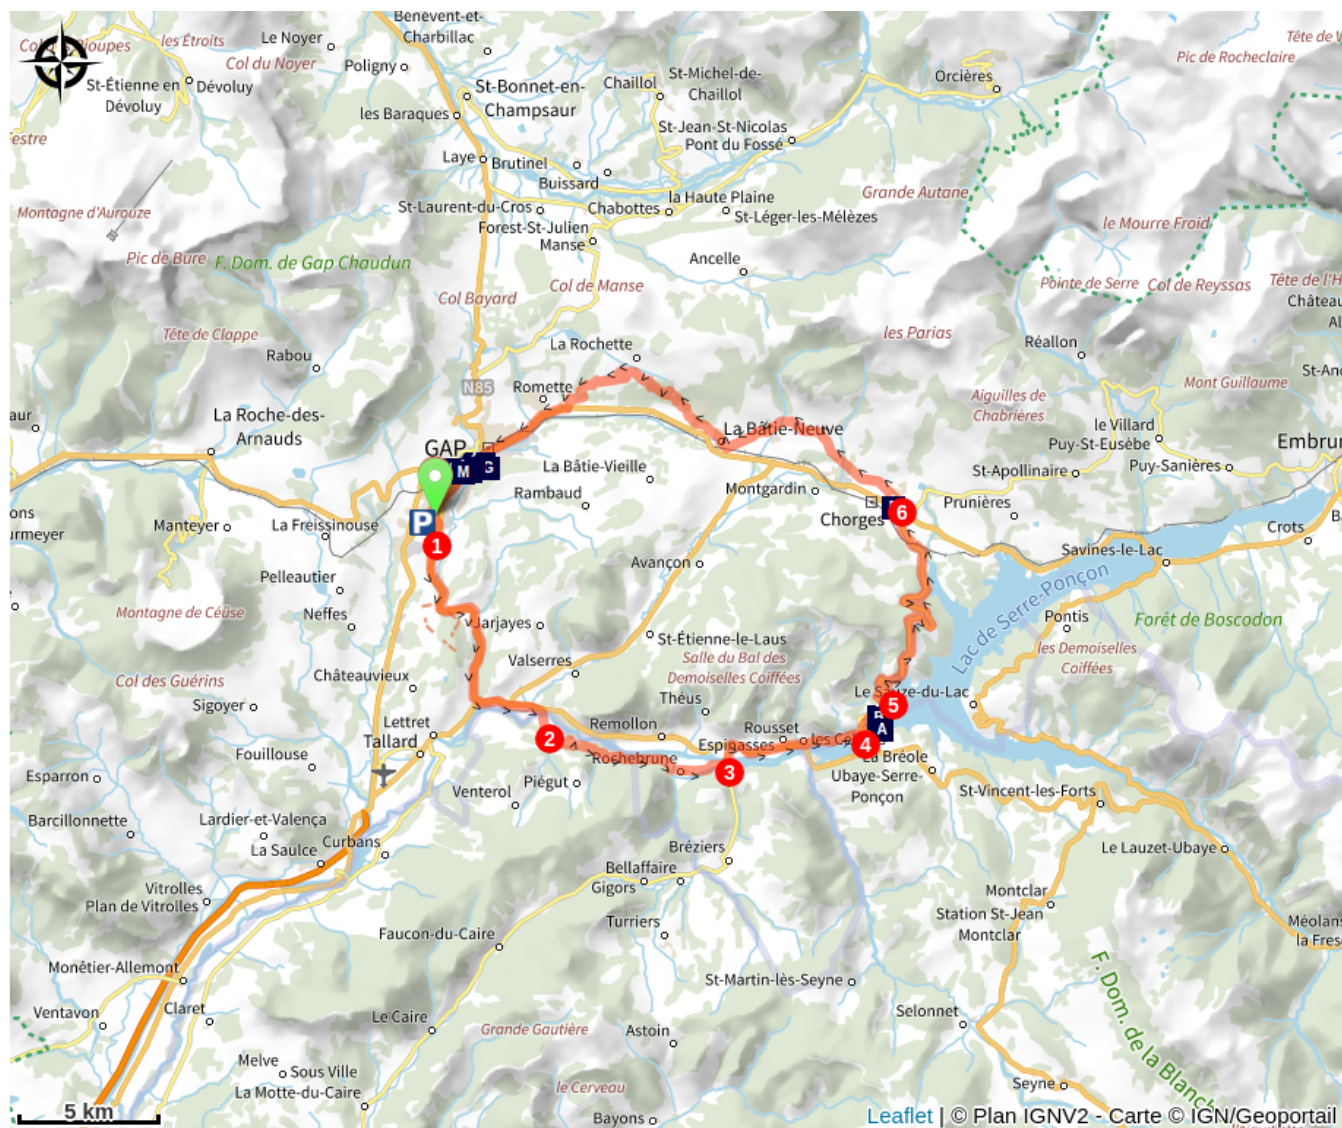 Bénévent-et-
Charbillac
Le Noyer
les Étroits
Col du Noyer
Poligny
St-Étienne en
Dévoluy
Dévoluy
St-Bonnet-en-
Champsaur
les Baraques
Chaillol
St-Michel-de-
Chaillol
Orcières
Pic de Rocheclaire
St-Jean-St-Nicolas
Pont du Fossé
Laye
Brutinel
Buissard
Montagne d'Aurouze
St-Laurent-du-Cros
Chabottes
la Haute Plaine
St-Léger-les-Mélèzes
Grande Autane
Forest-St-Julien
Manse
le Mourre Froid
Pic de Bure
F. Dom. de Gap Chaudun
Ancelle
Col Bayard
Col de Manse
Pointe de Serre
Col de Reyssas
Tête de Clappe
Rabou
La Rochette
les Parias
Réallon
N85
Romette
Mont Guillaume
Aiguilles de
Chabrières
La Roche-des-
Arnauds
La Bâtie-Neuve
le Villard
Puy-St-Eusèbe
GAP
M
G
La Bâtie-Vieille
Rambaud
Montgardin
St-Apollinaire
Puy-Sanières
Prunières
P
1
6
Chorges
Manteyer
La Freissinouse
Crots
Savines-le-Lac
Avançon
Pelleautier
Neffes
Montagne de Céüse
Jarjayes
Lac de Serre-Ponçon
Pontis
Forêt de Boscodon
St-Étienne-le-Laus
Salle du Bal des
Demoiselles Coiffées
les Demoiselles
Coiffées
Valserres
Châteauvieux
Col des Guérins
Sigoyer
Théus
Le Sauze-du-Lac
5
A
4
Lettret
Tallard
Remollon
Rousset
Espinasses
2
Rochebrune
3
Fouillouse
Piégut
Venterol
La Bréole
Ubaye-Serre-
Ponçon
St-Vincent-les-Forts
Esparron
Barcillonnette
Lardier-et-Valença
La Saulce
Curbans
Bréziers
Bellaffaire
Gigors
Le Lauzet-Ubaye
Vitrolles
Plan de Vitrolles
Montclar
Station St-Jean
Montclar
Turriers
Faucon-du-Caire
Monêtier-Allemont
St-Martin-lès-Seyne
Ventavon
Claret
Le Caire
Grande Gautière
Astoin
Selonnet
Melve
Sous Ville
La Motte-du-Caire
le Cerveau
Bayons
Seyne
5 km
Leaflet | © Plan IGNV2 - Carte © IGN/Geoportail